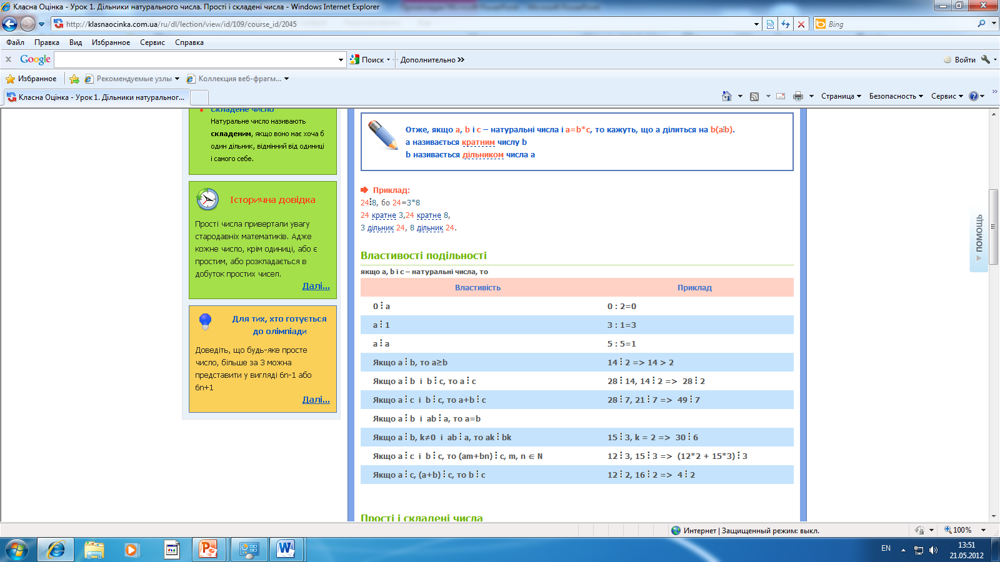 Класна Оцінка - Урок 1. Дільники натурального числа. Прості і складені числа - Windows Internet Explorer
http://klasnaocinka.com.ua/ru/dl/lection/view/id/109/course_id/2045
Bing
Файл Правка Вид Избранное Сервис Справка
x Google Поиск Дополнительно »
Войти
Избранное Рекомендуемые узлы Коллекция веб-фрагм...
Класна Оцінка - Урок 1. Дільники натуральног...
Страница Безопасность Сервис
Складене число
Натуральне число називають
складеним, якщо воно має хоча б
один дільник, відмінний від одиниці
і самого себе.
Історична довідка
Прості числа привертали увагу
стародавніх математиків. Адже
кожне число, крім одиниці, або є
простим, або розкладається в
добуток простих чисел.
Далі...
Для тих, хто готується
до олімпіади
Доведіть, що будь-яке просте
число, більше за 3 можна
представити у вигляді 6n-1 або
6n+1
Далі...
Отже, якщо a, b і c – натуральні числа і a=b*c, то кажуть, що а ділиться на b(a⋮b).
a називається кратним числу b
b називається дільником числа a
Приклад:
24⋮8, бо 24=3*8
24 кратне 3,24 кратне 8,
3 дільник 24, 8 дільник 24.
Властивості подільності
якщо a, b і c – натуральні числа, то
Властивість Приклад
0⋮a 0 : 2=0
a⋮1 3 : 1=3
a⋮a 5 : 5=1
Якщо a⋮b, то a≥b 14⋮2 => 14 > 2
Якщо a⋮b і b⋮c, то a⋮c 28⋮14, 14⋮2 => 28⋮2
Якщо a⋮c і b⋮c, то a+b⋮c 28⋮7, 21⋮7 => 49⋮7
Якщо a⋮b і ab⋮a, то a=b
Якщо a⋮b, k≠0 і ab⋮a, то ak⋮bk 15⋮3, k = 2 => 30⋮6
Якщо a⋮c і b⋮c, то (am+bn)⋮c, m, n ∈ N 12⋮3, 15⋮3 => (12*2 + 15*3)⋮3
Якщо a⋮c, (a+b)⋮c, то b⋮c 12⋮2, 16⋮2 => 4⋮2
Прості і складені числа
ПОМОЩЬ
Интернет | Защищенный режим: выкл.
100%
EN
13:51
21.05.2012